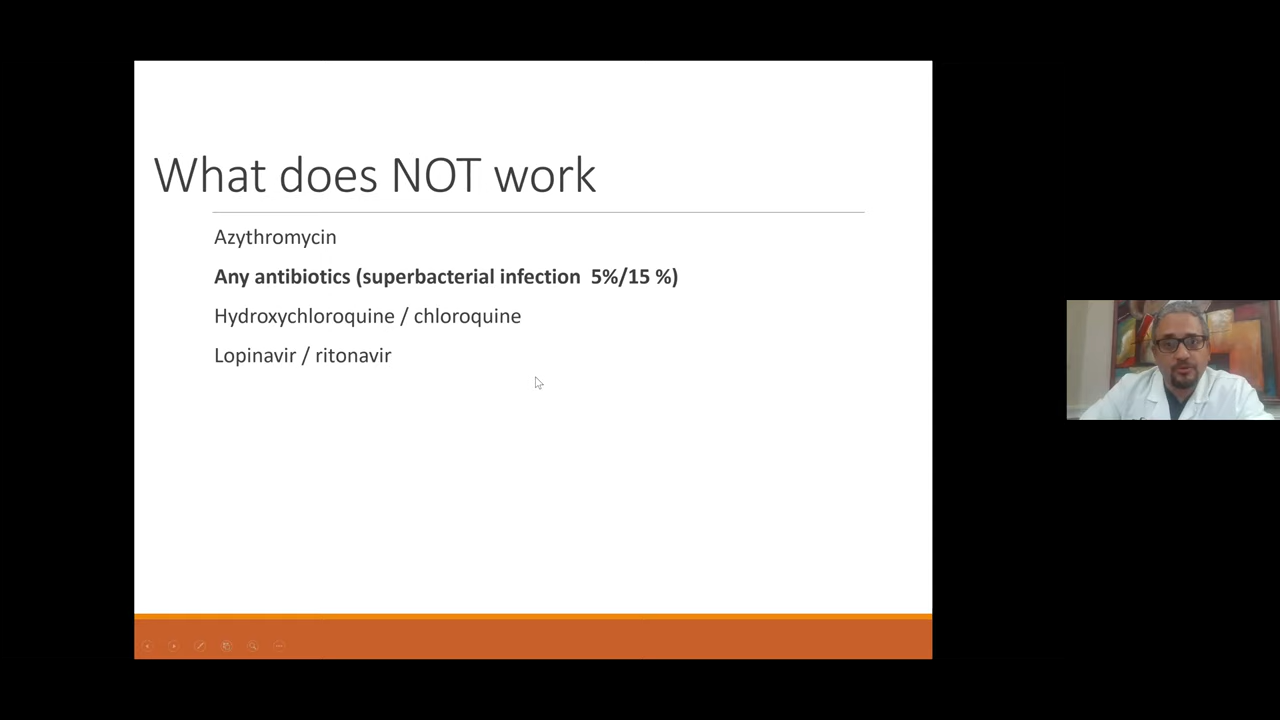 What does NOT work
Azythromycin
Any antibiotics (superbacterial infection  5%/15 %)
Hydroxychloroquine / chloroquine
Lopinavir / ritonavir